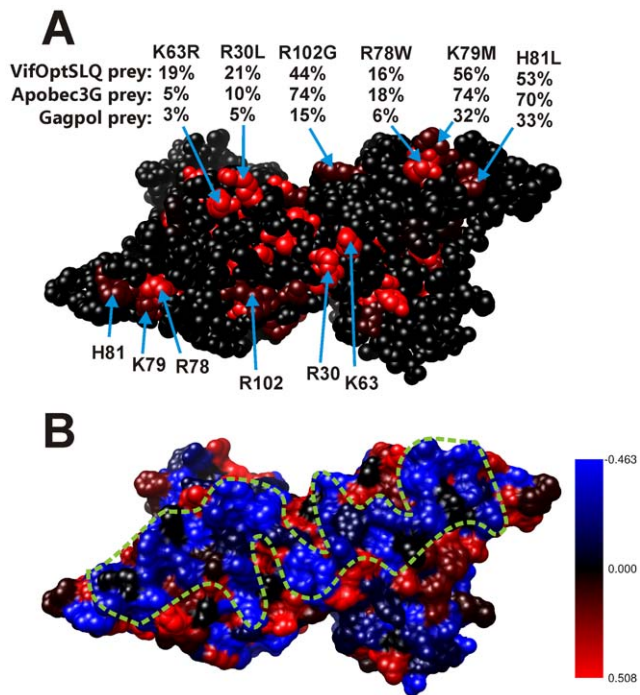 A
K63R R30L R102G R78W K79M H81L
VifOptSLQ prey: 19% 21% 44% 16% 56% 53%
Apobec3G prey: 5% 10% 74% 18% 74% 70%
Gagpol prey: 3% 5% 15% 6% 32% 33%
H81 K79 R78 R102 R30 K63
B
-0.463
0.000
0.508